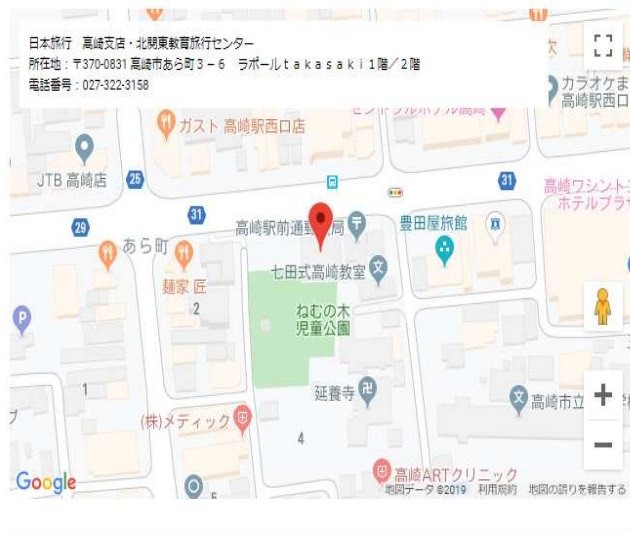 日本旅行 高崎支店・北関東教育旅行センター
所在地：〒370-0831 高崎市あら町３－６ ラポールｔａｋａｓａｋｉ１階／２階
電話番号：027-322-3158
カラオケま
高崎駅西口
ガスト 高崎駅西口店
JTB 高崎店
25
31
高崎ワシントン
ホテルプラザ
31
29
あら町
高崎駅前通郵便局
豊田屋旅館
七田式高崎教室
麺家 匠
2
ねむの木
児童公園
P
1
延養寺
(株)メディック
高崎市立
4
5
高崎ARTクリニック
Google
地図データ ©2019 利用規約 地図の誤りを報告する